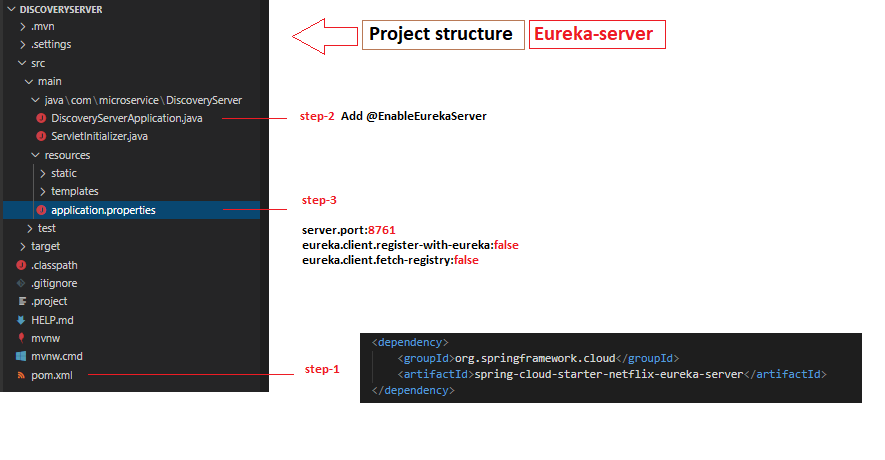 DISCOVERYSERVER
.mvn
.settings
src
main
java\com\microservice\DiscoveryServer
DiscoveryServerApplication.java
ServletInitializer.java
resources
static
templates
application.properties
test
target
.classpath
.gitignore
.project
HELP.md
mvnw
mvnw.cmd
pom.xml
Project structure Eureka-server
step-2 Add @EnableEurekaServer
step-3
server.port:8761
eureka.client.register-with-eureka:false
eureka.client.fetch-registry:false
step-1
<dependency>
<groupId>org.springframework.cloud</groupId>
<artifactId>spring-cloud-starter-netflix-eureka-server</artifactId>
</dependency>